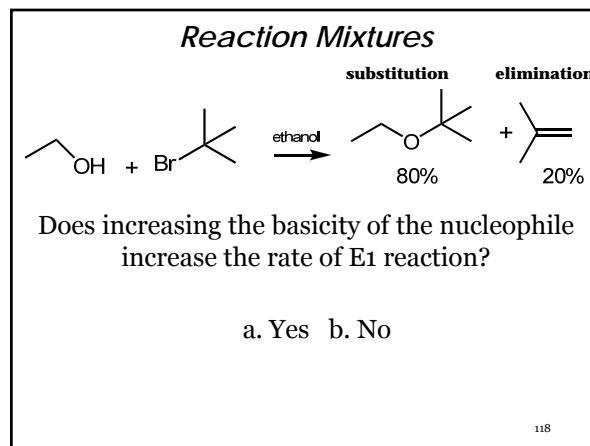 Reaction Mixtures
substitution elimination
OH + Br ethanol O +
80% 20%
Does increasing the basicity of the nucleophile
increase the rate of E1 reaction?
a. Yes b. No
118